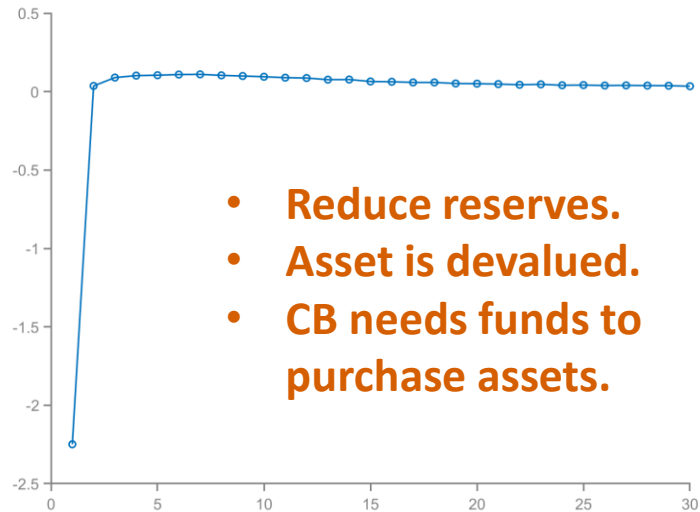 0.5
0
-0.5
-1
-1.5
-2
-2.5
• Reduce reserves.
• Asset is devalued.
• CB needs funds to
purchase assets.
0 5 10 15 20 25 30